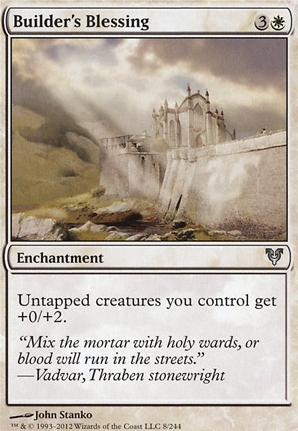 Builder's Blessing 3
Enchantment
Untapped creatures you control get
+0/+2.
“Mix the mortar with holy wards, or
blood will run in the streets.”
—Vadvar, Thraben stonewright
John Stanko
™ & © 1993–2012 Wizards of the Coast LLC 8/244